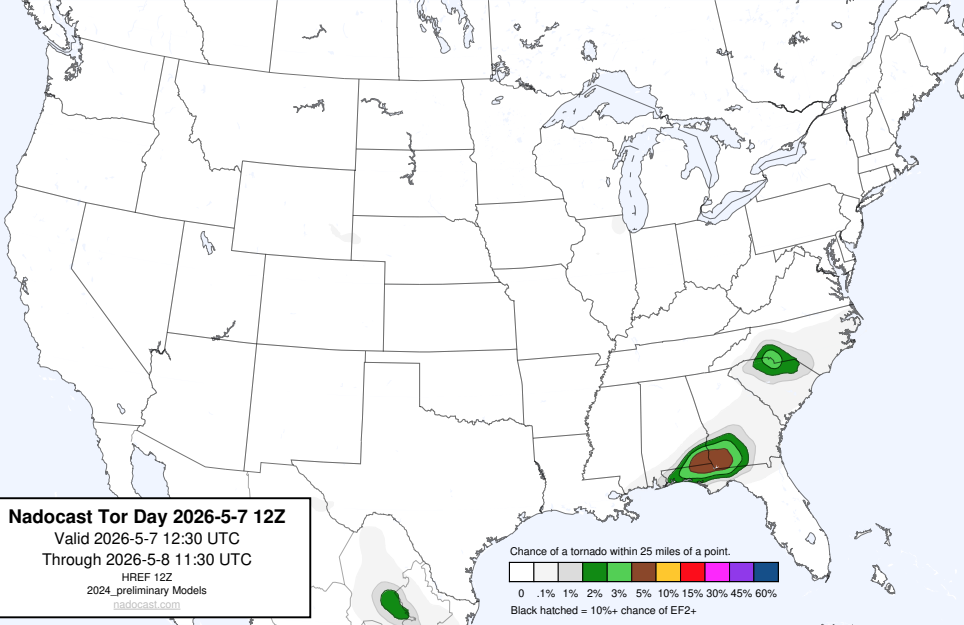 Nadocast Tor Day 2026-5-7 12Z
Valid 2026-5-7 12:30 UTC
Through 2026-5-8 11:30 UTC
HREF 12Z
2024_preliminary Models
nadocast.com
Chance of a tornado within 25 miles of a point.
0 .1% 1% 2% 3% 5% 10% 15% 30% 45% 60%
Black hatched = 10%+ chance of EF2+